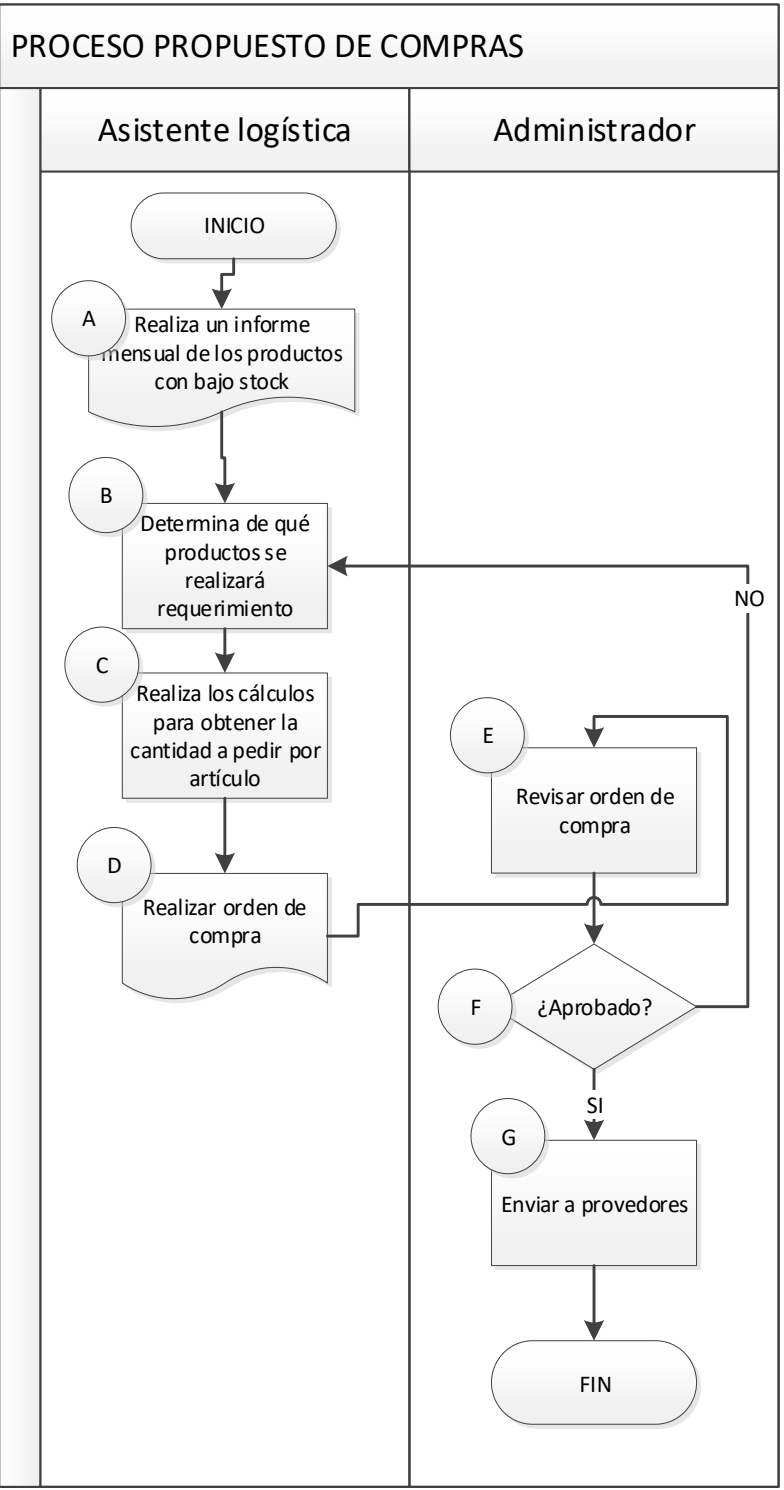 PROCESO PROPUESTO DE COMPRAS
Asistente logística
Administrador
INICIO
A
Realiza un informe
mensual de los productos
con bajo stock
B
Determina de qué
productos se
realizará
requerimiento
NO
C
Realiza los cálculos
para obtener la
cantidad a pedir por
artículo
E
Revisar orden de
compra
D
Realizar orden de
compra
F
¿Aprobado?
SI
G
Enviar a provedores
FIN